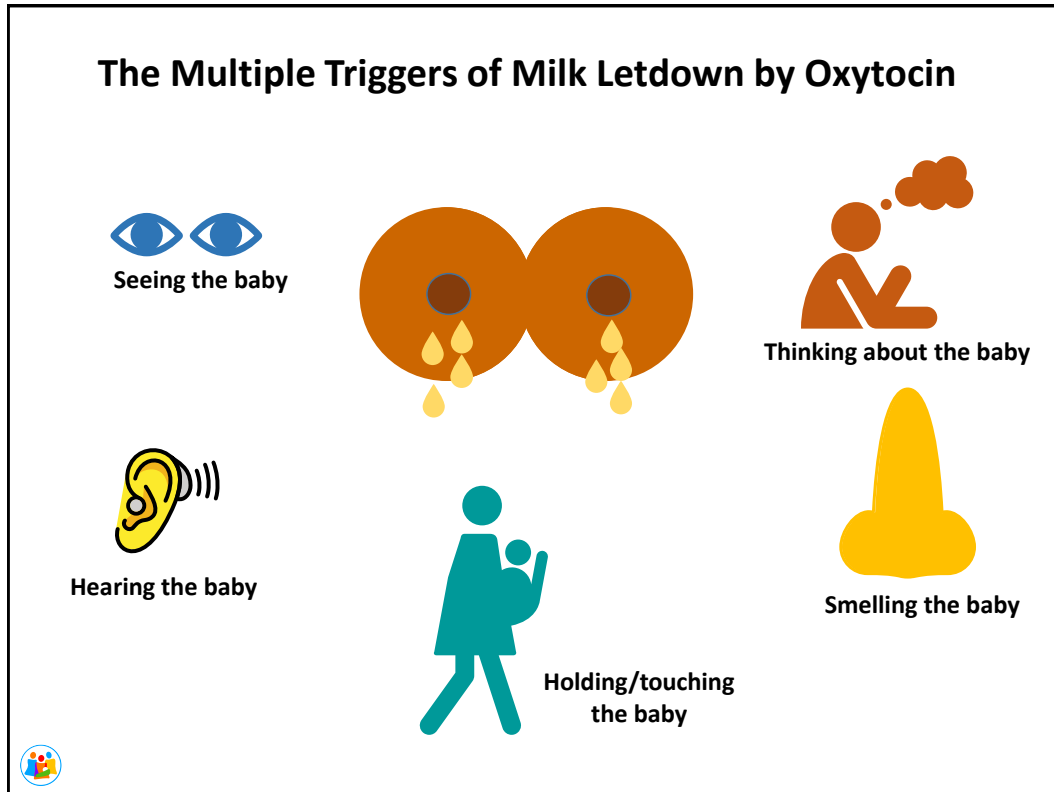 The Multiple Triggers of Milk Letdown by Oxytocin
Seeing the baby
Thinking about the baby
Hearing the baby
Smelling the baby
Holding/touching
the baby